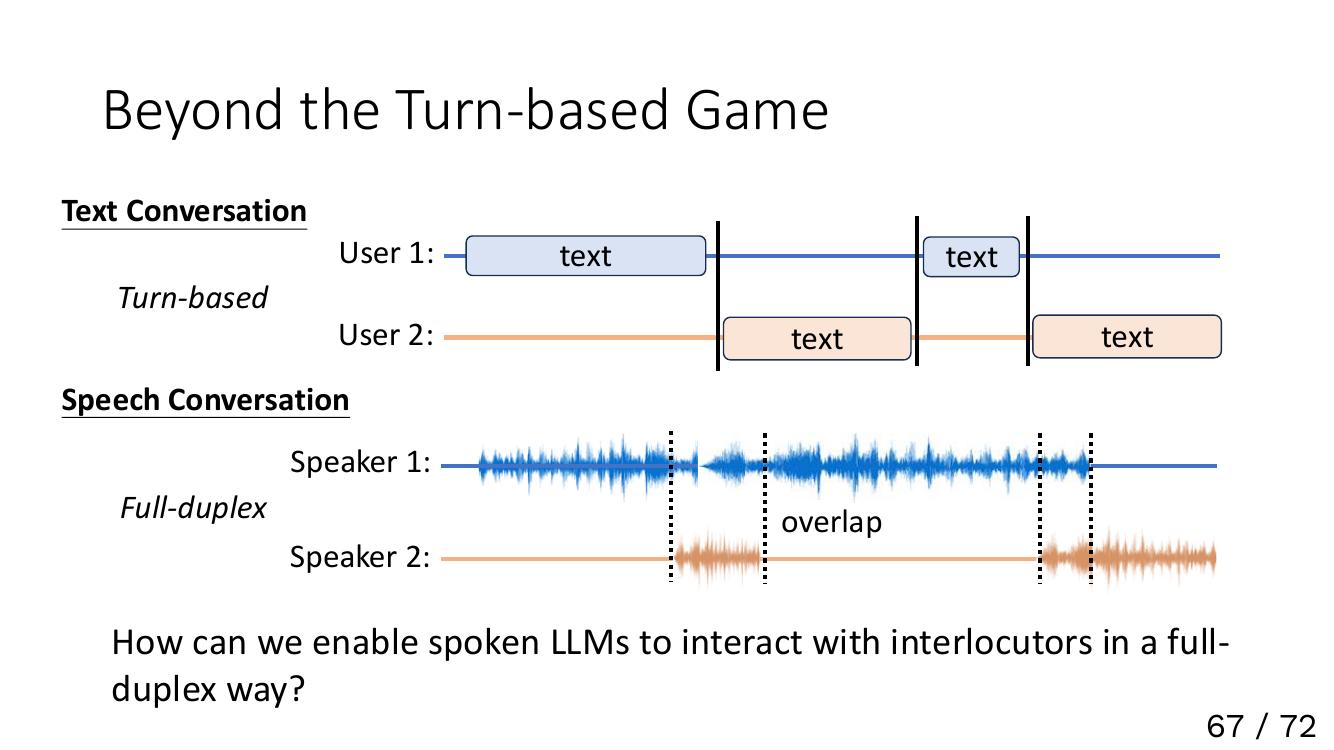 Beyond the Turn-based Game
Text Conversation
User 1:
text
text
Turn-based
User 2:
text
text
Speech Conversation
Speaker 1:
Full-duplex
overlap
Speaker 2:
How can we enable spoken LLMs to interact with interlocutors in a full-
duplex way?
67 / 72